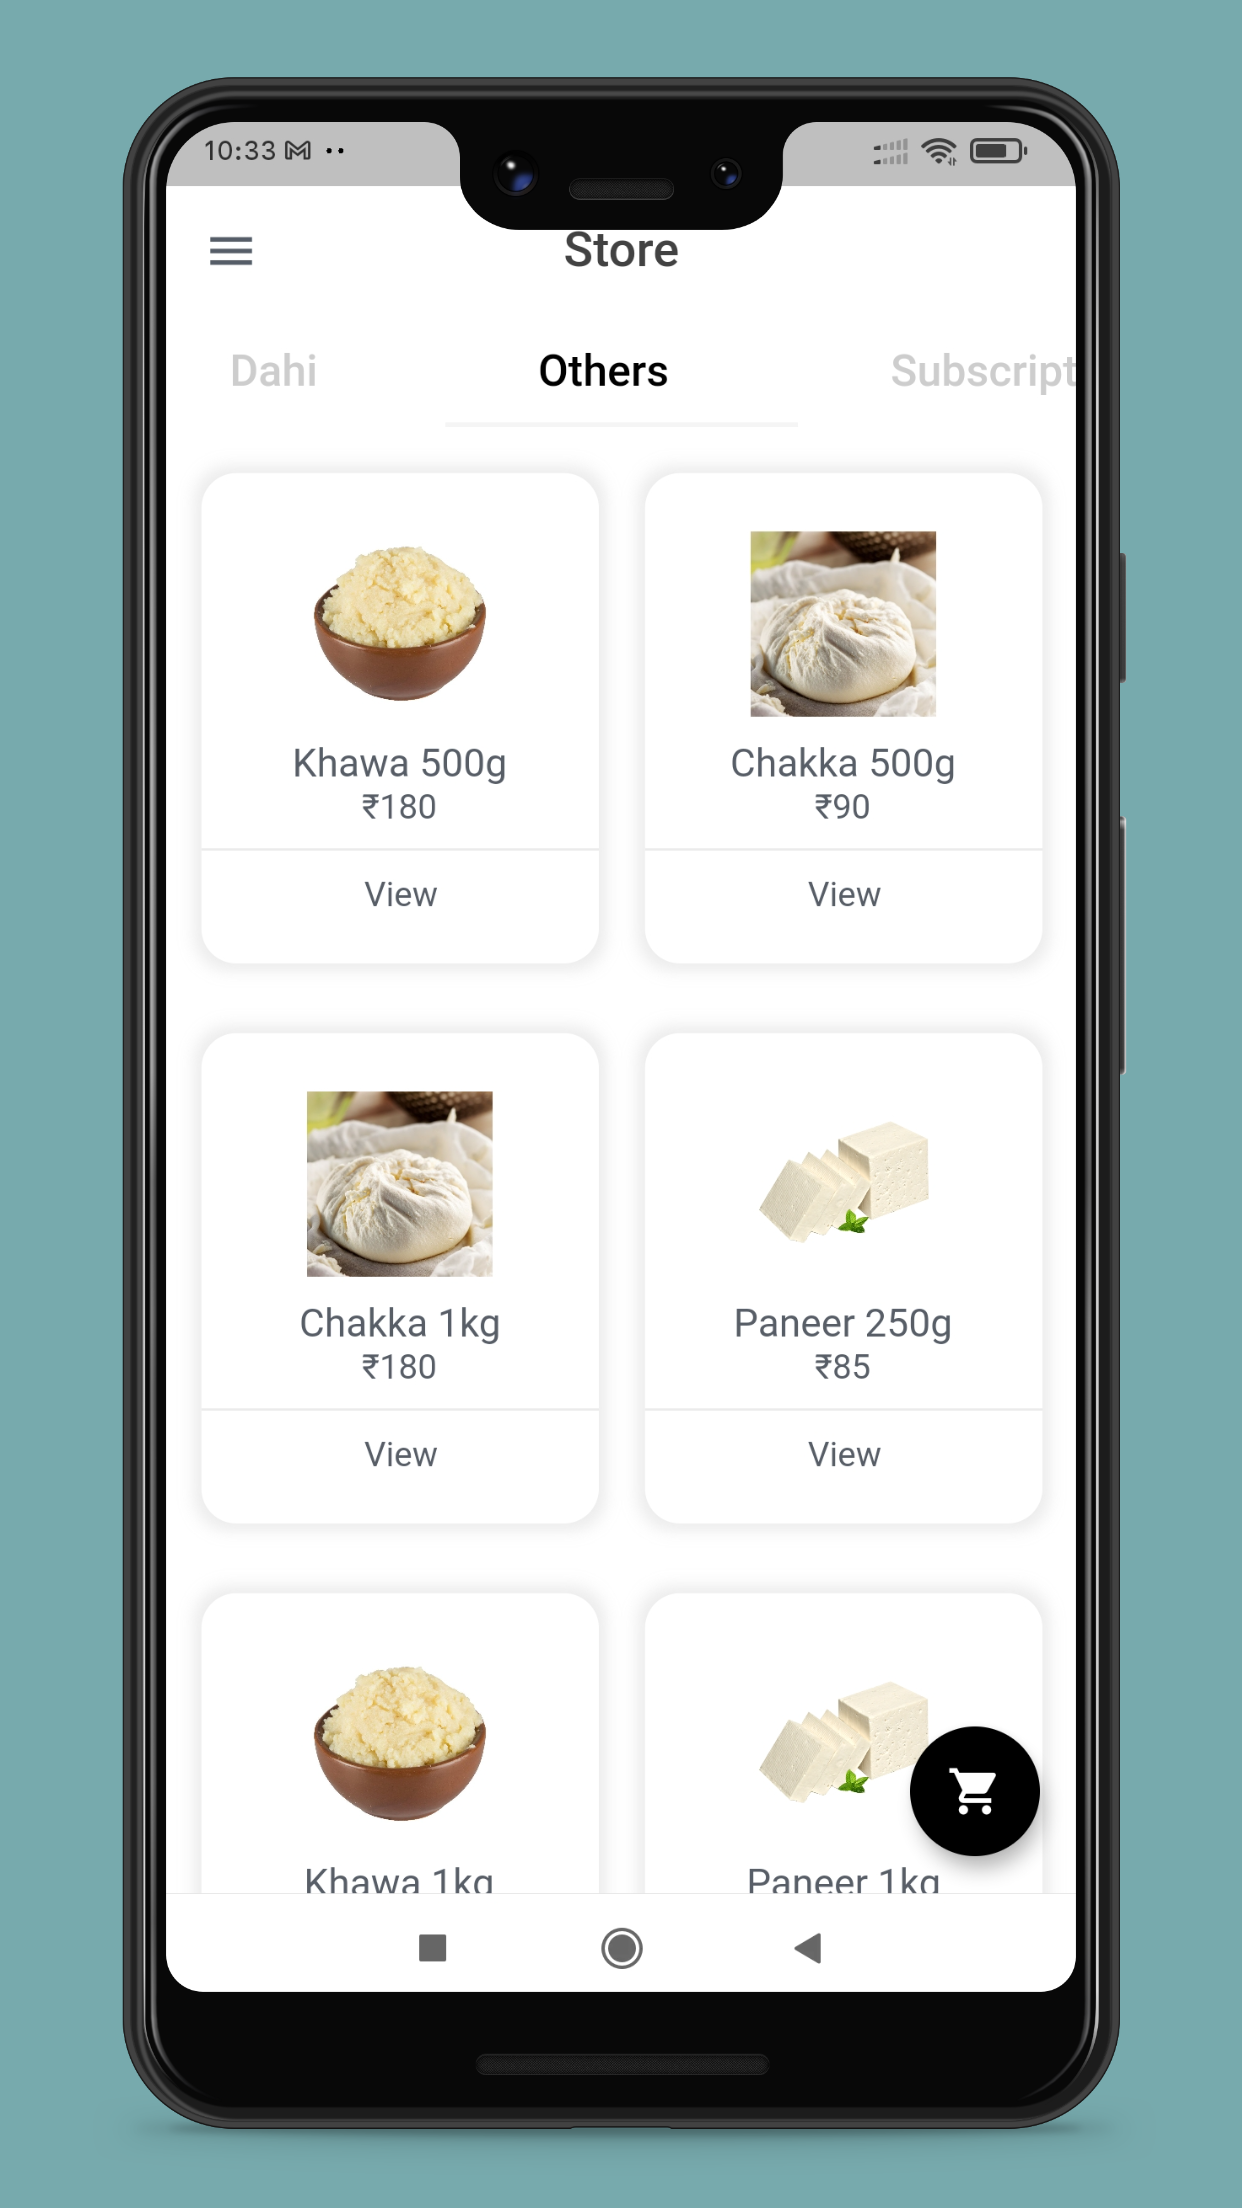 10:33
Store
Dahi
Others
Subscript
Khawa 500g
₹180
View
Chakka 500g
₹90
View
Chakka 1kg
₹180
View
Paneer 250g
₹85
View
Khawa 1kg
Paneer 1kg